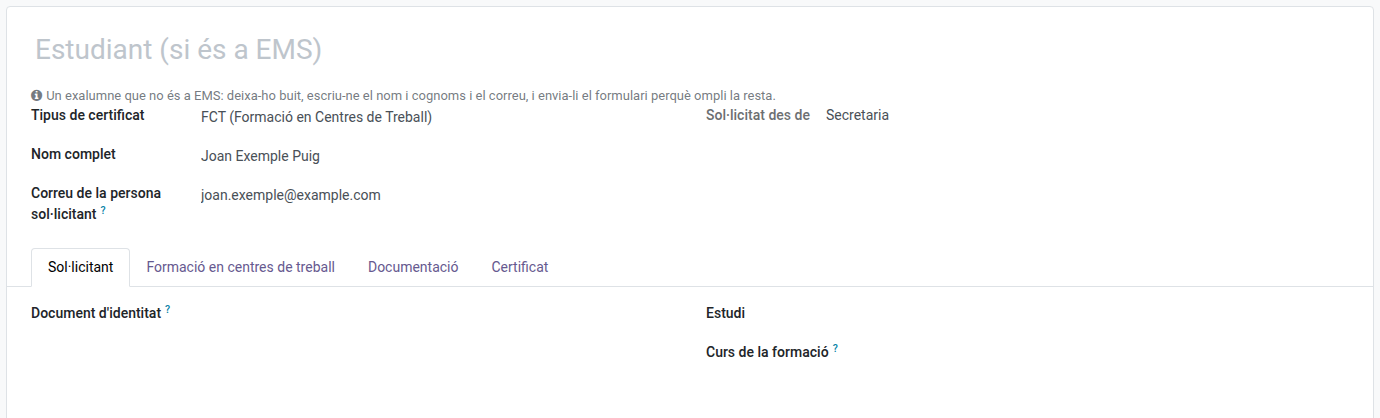 Estudiant (si és a EMS)
Un exalumne que no és a EMS: deixa-ho buit, escriu-ne el nom i cognoms i el correu, i envia-li el formulari perquè ompli la resta.
Tipus de certificat FCT (Formació en Centres de Treball) Sol·licitat des de Secretaria
Nom complet Joan Exemple Puig
Correu de la persona sol·licitant ? joan.exemple@example.com
Sol·licitant Formació en centres de treball Documentació Certificat
Document d'identitat ? Estudi
Curs de la formació ?